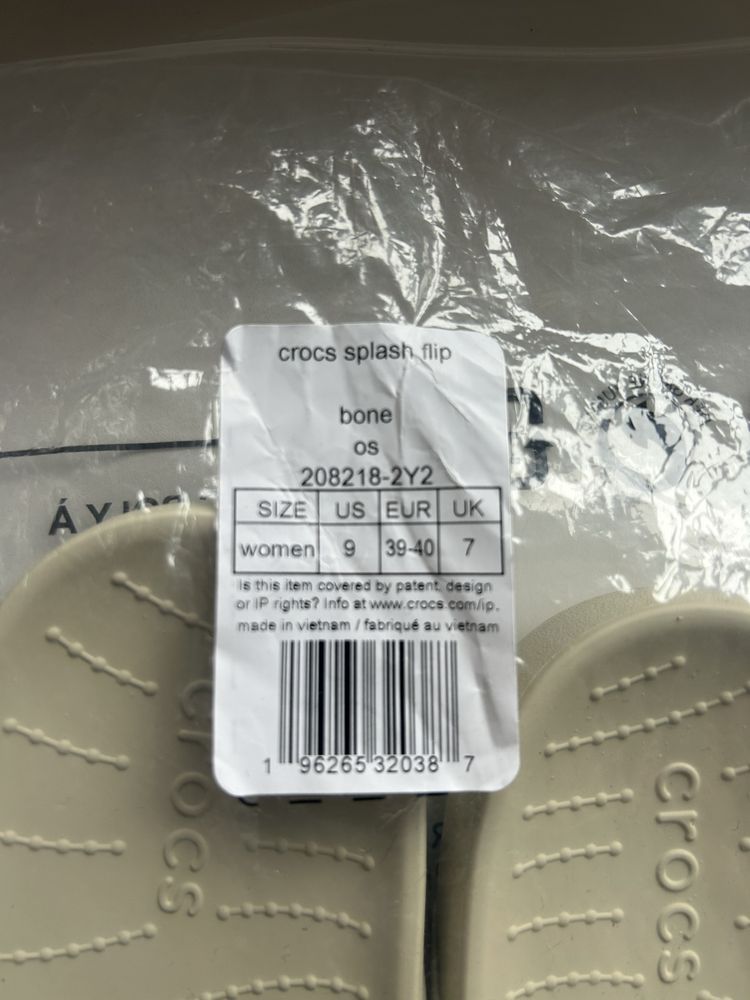 crocs splash flip
bone
os
208218-2Y2
SIZE US EUR UK
women 9 39-40 7
Is this item covered by patent, design
or IP rights? Info at www.crocs.com/ip.
made in vietnam / fabriqué au vietnam
1 96265 32038 7
crocs
crocs